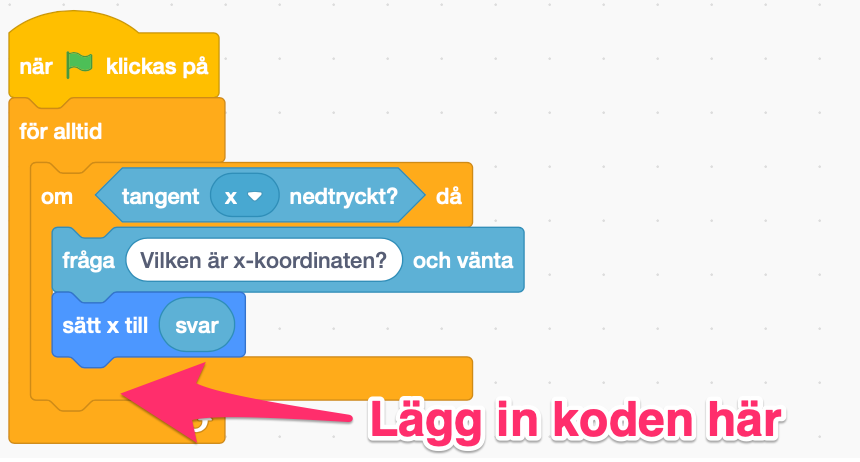 när klickas på
för alltid
om tangent x nedtryckt? då
fråga Vilken är x-koordinaten? och vänta
sätt x till svar
Lägg in koden här